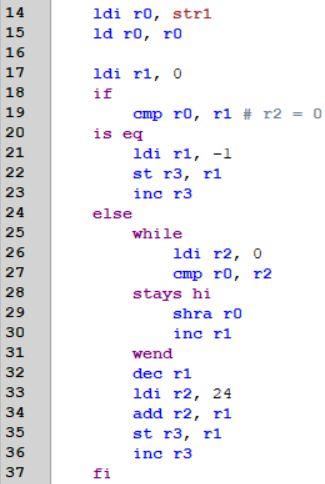 14 ldi r0, str1
15 ld r0, r0
16
17 ldi r1, 0
18 if
19 cmp r0, r1 # r2 = 0
20 is eq
21 ldi r1, -1
22 st r3, r1
23 inc r3
24 else
25 while
26 ldi r2, 0
27 cmp r0, r2
28 stays hi
29 shra r0
30 inc r1
31 wend
32 dec r1
33 ldi r2, 24
34 add r2, r1
35 st r3, r1
36 inc r3
37 fi